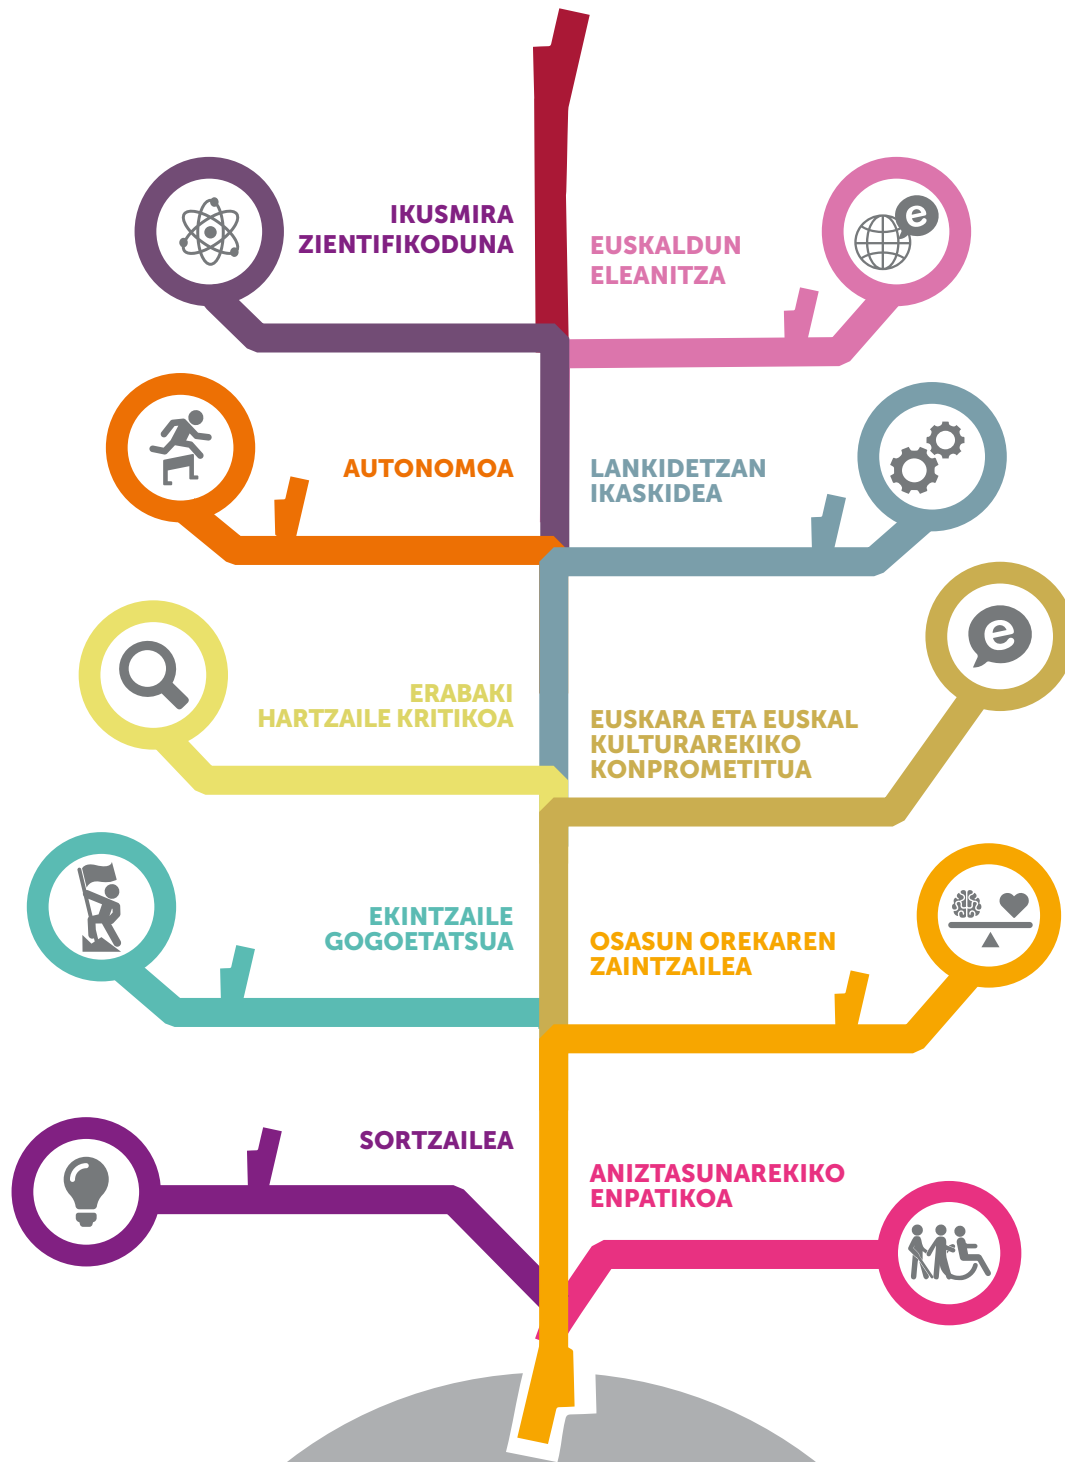 IKUSMIRA
ZIENTIFIKODUNA
EUSKALDUN
ELEANITZA
e
AUTONOMOA
LANKIDETZAN
IKASKIDEA
ERABAKI
HARTZAILE KRITIKOA
EUSKARA ETA EUSKAL
KULTURAREKIKO
KONPROMETITUA
e
EKINTZAILE
GOGOETATSUA
OSASUN OREKAREN
ZAINTZAILEA
SORTZAILEA
ANIZTASUNAREKIKO
ENPATIKOA